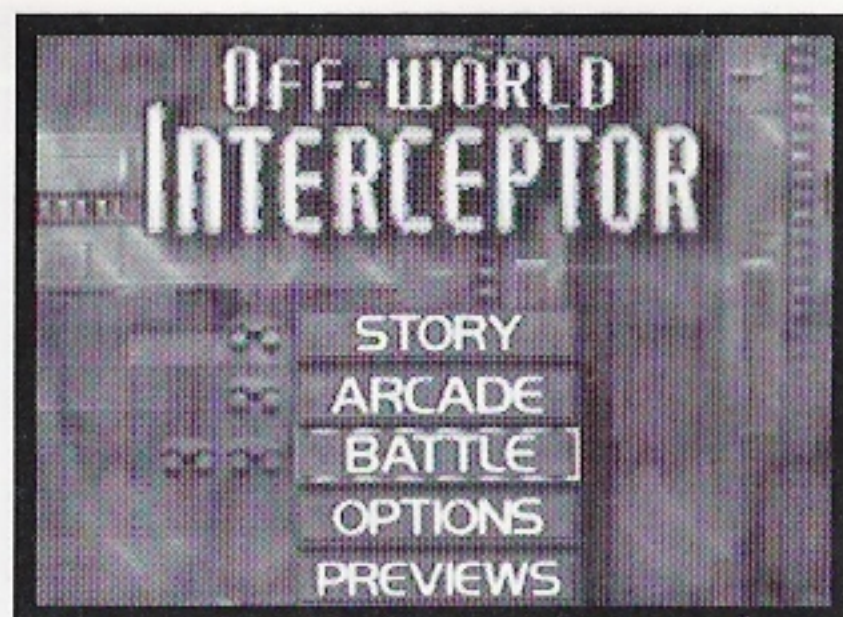 OFF-WORLD
INTERCEPTOR
STORY
ARCADE
BATTLE
OPTIONS
PREVIEWS